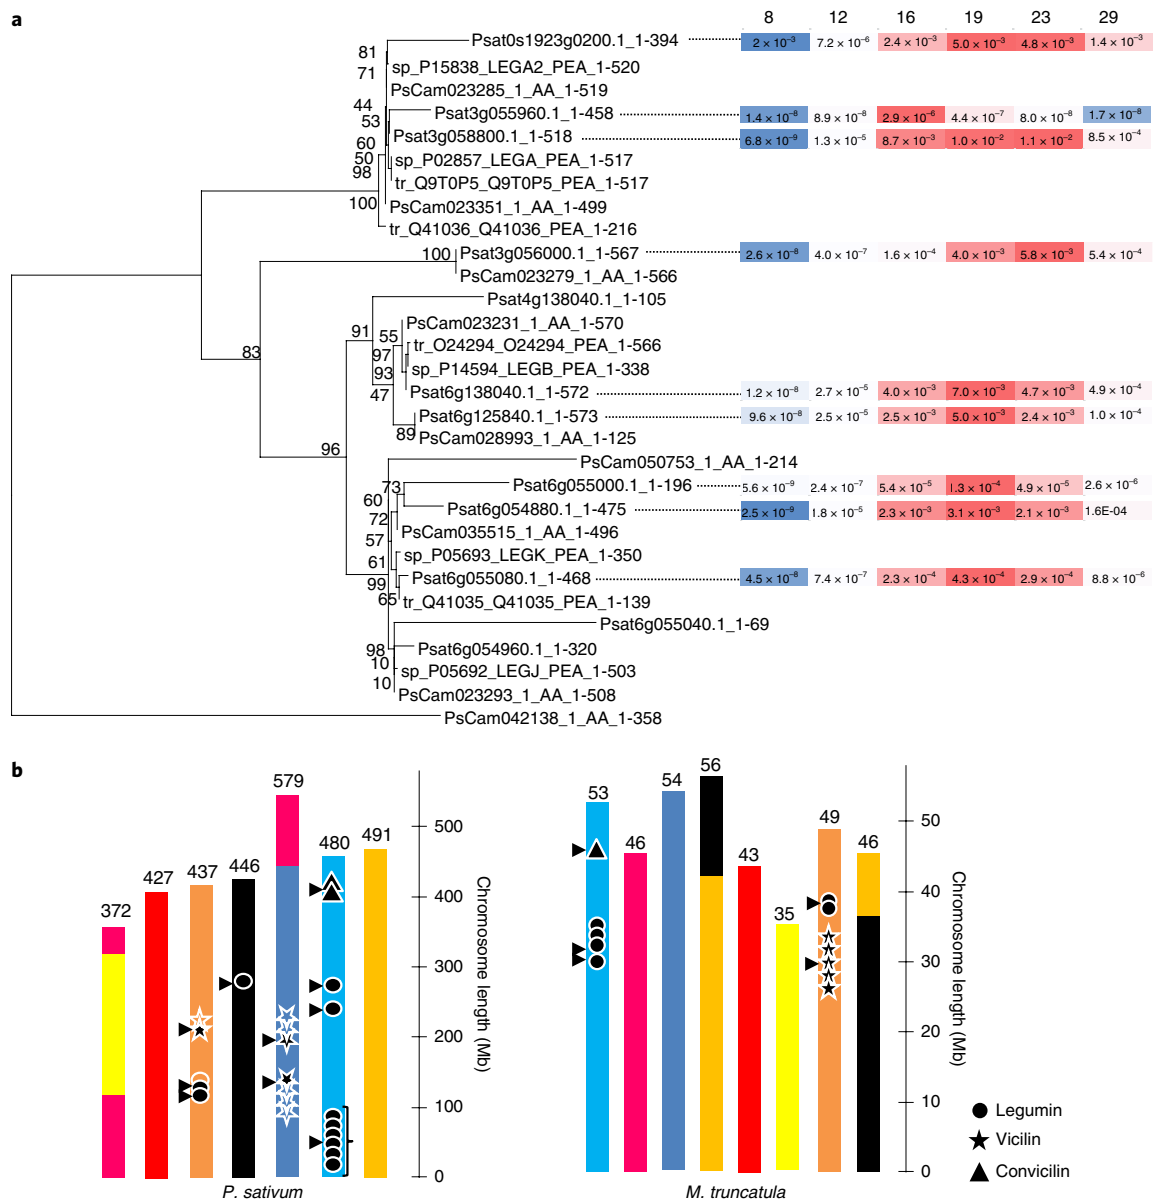 a
8 12 16 19 23 29
Psat0s1923g0200.1_1-394 2 × 10⁻³ 7.2 × 10⁻⁶ 2.4 × 10⁻³ 5.0 × 10⁻³ 4.8 × 10⁻³ 1.4 × 10⁻³
81
sp_P15838_LEGA2_PEA_1-520
71
PsCam023285_1_AA_1-519
44
Psat3g055960.1_1-458 1.4 × 10⁻⁸ 8.9 × 10⁻⁸ 2.9 × 10⁻⁶ 4.4 × 10⁻⁷ 8.0 × 10⁻⁸ 1.7 × 10⁻⁸
53
Psat3g058800.1_1-518 6.8 × 10⁻⁹ 1.3 × 10⁻⁵ 8.7 × 10⁻³ 1.0 × 10⁻² 1.1 × 10⁻² 8.5 × 10⁻⁴
60
50
sp_P02857_LEGA_PEA_1-517
98
tr_Q9T0P5_Q9T0P5_PEA_1-517
100
PsCam023351_1_AA_1-499
tr_Q41036_Q41036_PEA_1-216
100
Psat3g056000.1_1-567 2.6 × 10⁻⁸ 4.0 × 10⁻⁷ 1.6 × 10⁻⁴ 4.0 × 10⁻³ 5.8 × 10⁻³ 5.4 × 10⁻⁴
PsCam023279_1_AA_1-566
Psat4g138040.1_1-105
PsCam023231_1_AA_1-570
91
55
tr_O24294_O24294_PEA_1-566
83
97
sp_P14594_LEGB_PEA_1-338
93
47
Psat6g138040.1_1-572 1.2 × 10⁻⁸ 2.7 × 10⁻⁵ 4.0 × 10⁻³ 7.0 × 10⁻³ 4.7 × 10⁻³ 4.9 × 10⁻⁴
Psat6g125840.1_1-573 9.6 × 10⁻⁸ 2.5 × 10⁻⁵ 2.5 × 10⁻³ 5.0 × 10⁻³ 2.4 × 10⁻³ 1.0 × 10⁻⁴
89
PsCam028993_1_AA_1-125
96
PsCam050753_1_AA_1-214
73
Psat6g055000.1_1-196 5.6 × 10⁻⁹ 2.4 × 10⁻⁷ 5.4 × 10⁻⁵ 1.3 × 10⁻⁴ 4.9 × 10⁻⁵ 2.6 × 10⁻⁶
60
Psat6g054880.1_1-475 2.5 × 10⁻⁹ 1.8 × 10⁻⁵ 2.3 × 10⁻³ 3.1 × 10⁻³ 2.1 × 10⁻³ 1.6E-04
72
PsCam035515_1_AA_1-496
57
sp_P05693_LEGK_PEA_1-350
61
Psat6g055080.1_1-468 4.5 × 10⁻⁸ 7.4 × 10⁻⁷ 2.3 × 10⁻⁴ 4.3 × 10⁻⁴ 2.9 × 10⁻⁴ 8.8 × 10⁻⁶
99
65
tr_Q41035_Q41035_PEA_1-139
Psat6g055040.1_1-69
98
Psat6g054960.1_1-320
10
sp_P05692_LEGJ_PEA_1-503
10
PsCam023293_1_AA_1-508
PsCam042138_1_AA_1-358
b
372 427 437 446 579 480 491
500
400
300
200
100
0
Chromosome length (Mb)
P. sativum
53 46 54 56 43 35 49 46
50
40
30
20
10
0
Chromosome length (Mb)
M. truncatula
Legumin
Vicilin
Convicilin